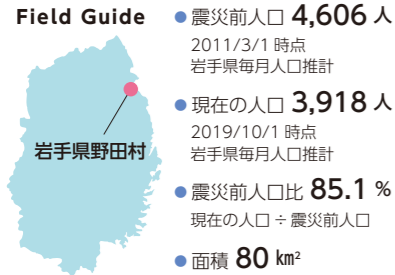 Field Guide
岩手県野田村
●震災前人口 4,606 人
2011/3/1 時点
岩手県毎月人口推計
●現在の人口 3,918 人
2019/10/1 時点
岩手県毎月人口推計
●震災前人口比 85.1 %
現在の人口 ÷ 震災前人口
●面積 80 km²